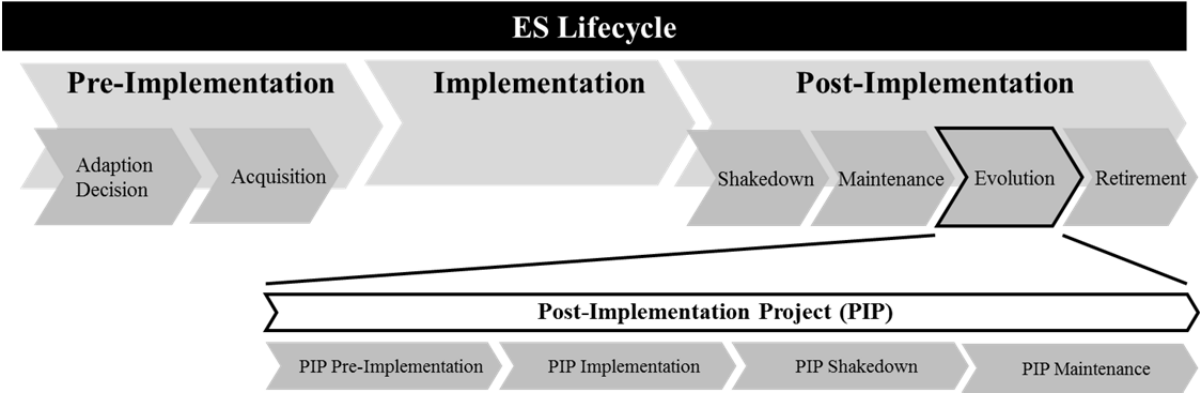 ES Lifecycle
Pre-Implementation
Implementation
Post-Implementation
Adaption
Decision
Acquisition
Shakedown
Maintenance
Evolution
Retirement
Post-Implementation Project (PIP)
PIP Pre-Implementation
PIP Implementation
PIP Shakedown
PIP Maintenance